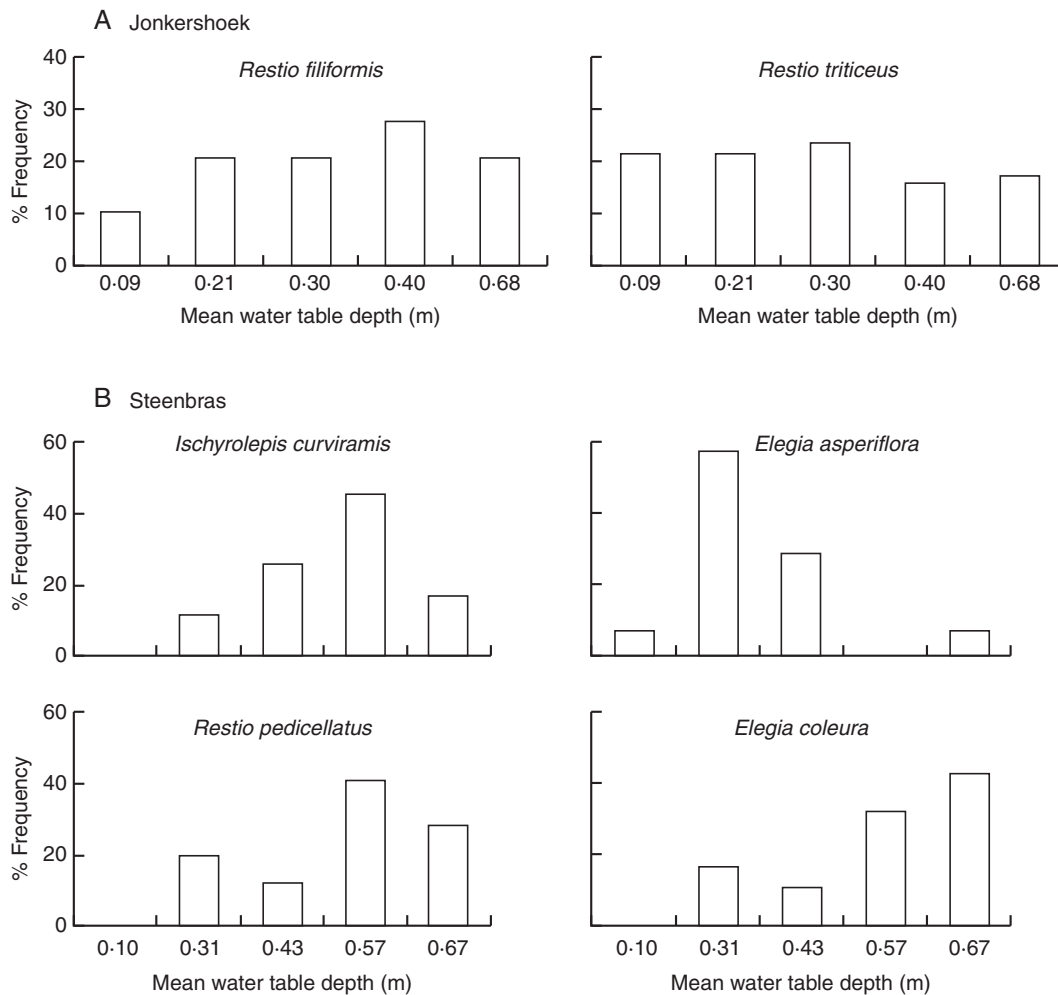 A Jonkershoek
Restio filiformis
Restio triticeus
% Frequency
40
30
20
10
0
0·09 0·21 0·30 0·40 0·68
0·09 0·21 0·30 0·40 0·68
Mean water table depth (m)
Mean water table depth (m)
B Steenbras
Ischyrolepis curviramis
Elegia asperiflora
% Frequency
60
40
20
0
Restio pedicellatus
Elegia coleura
% Frequency
60
40
20
0
0·10 0·31 0·43 0·57 0·67
0·10 0·31 0·43 0·57 0·67
Mean water table depth (m)
Mean water table depth (m)